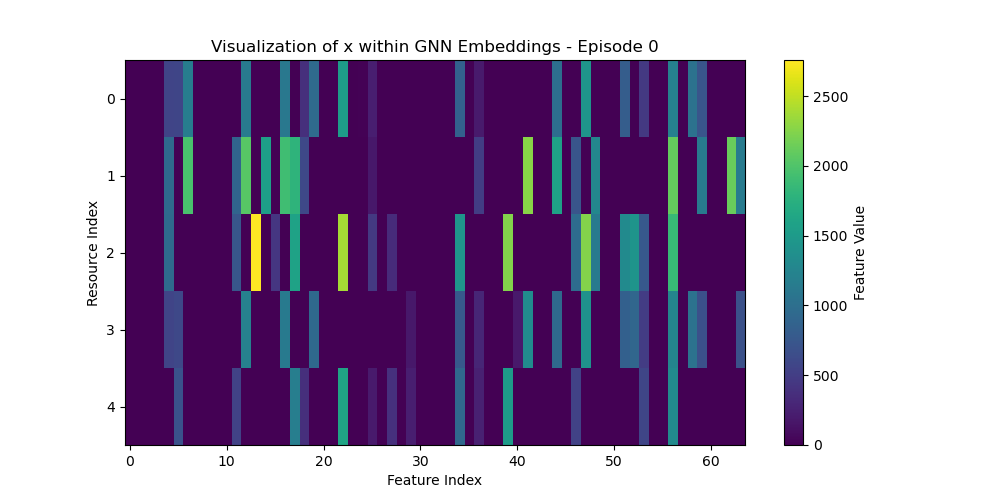 Visualization of x within GNN Embeddings - Episode 0
0
1
2
3
4
Resource Index
0 10 20 30 40 50 60
Feature Index
2500
2000
1500
1000
500
0
Feature Value